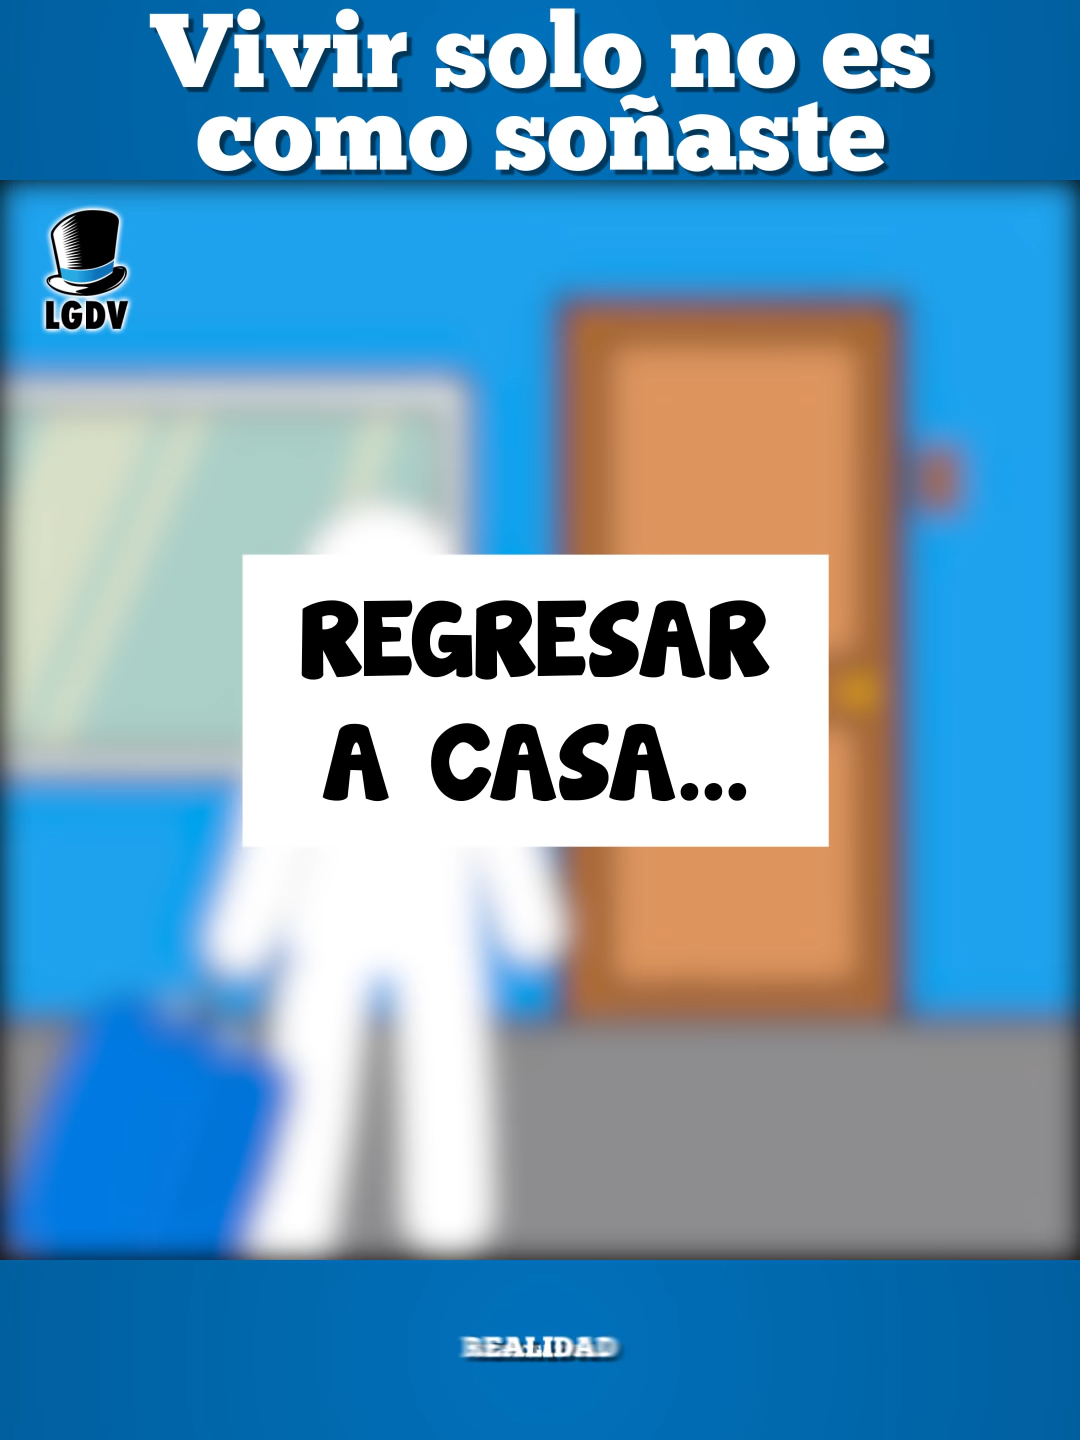 Vivir solo no es
como soñaste
LGDV
REGRESAR
A CASA...
REALIDAD